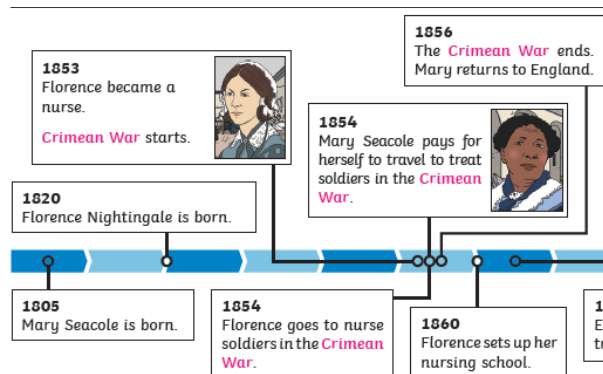 1856
The Crimean War ends.
Mary returns to England.
1853
Florence became a
nurse.
Crimean War starts.
1854
Mary Seacole pays for
herself to travel to treat
soldiers in the Crimean
War.
1820
Florence Nightingale is born.
1805
Mary Seacole is born.
1854
Florence goes to nurse
soldiers in the Crimean
War.
1860
Florence sets up her
nursing school.